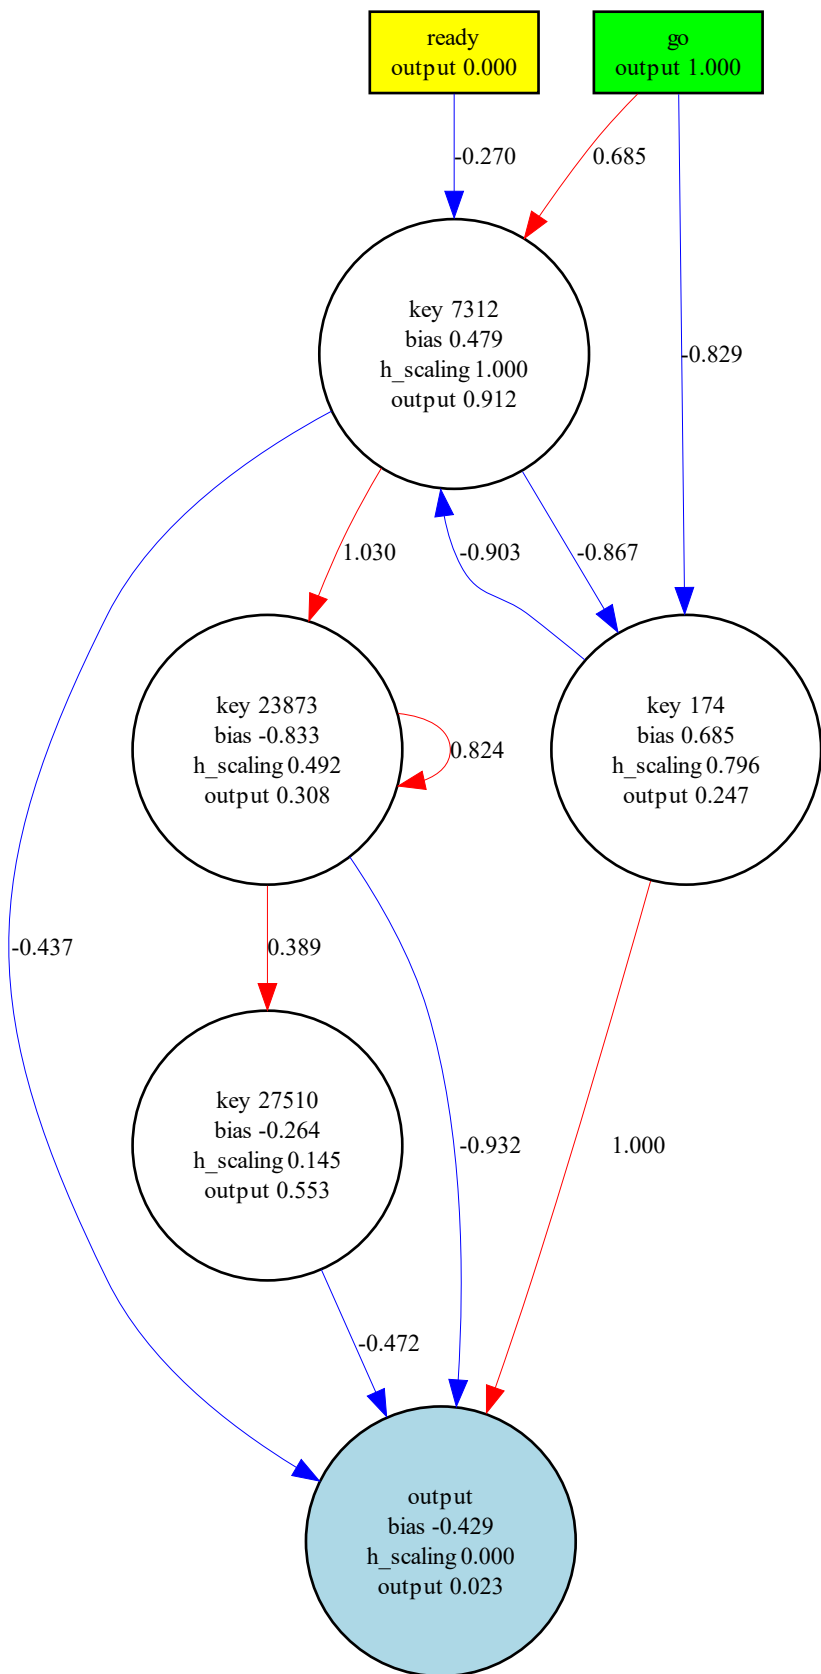 ready
output 0.000
go
output 1.000
-0.270
0.685
key 7312
bias 0.479
h_scaling 1.000
output 0.912
-0.829
1.030
-0.903
-0.867
key 23873
bias -0.833
h_scaling 0.492
output 0.308
0.824
key 174
bias 0.685
h_scaling 0.796
output 0.247
-0.437
0.389
key 27510
bias -0.264
h_scaling 0.145
output 0.553
-0.932
1.000
-0.472
output
bias -0.429
h_scaling 0.000
output 0.023